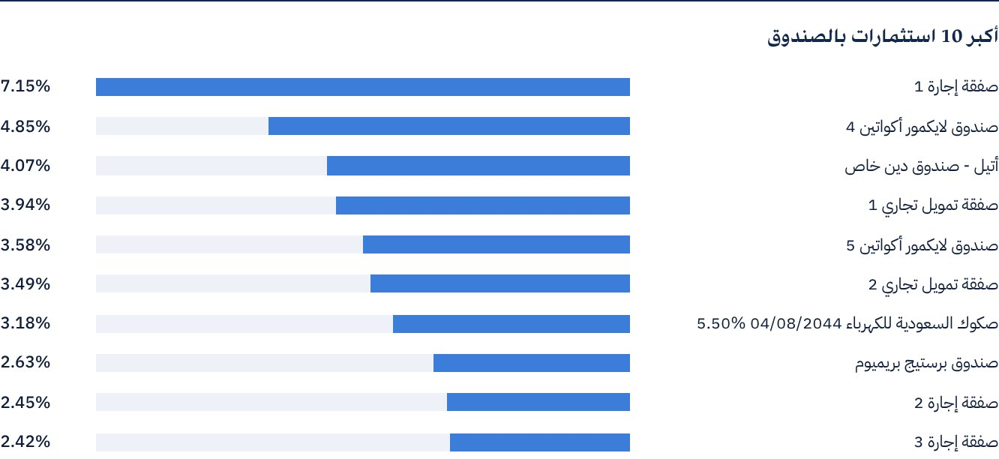 أكبر 10 استثمارات بالصندوق
صفقة إجارة 1 7.15%
صندوق لايكمور أكواتين 4 4.85%
أتيل - صندوق دين خاص 4.07%
صفقة تمويل تجاري 1 3.94%
صندوق لايكمور أكواتين 5 3.58%
صفقة تمويل تجاري 2 3.49%
صكوك السعودية للكهرباء 04/08/2044 5.50% 3.18%
صندوق برستيج بريميوم 2.63%
صفقة إجارة 2 2.45%
صفقة إجارة 3 2.42%